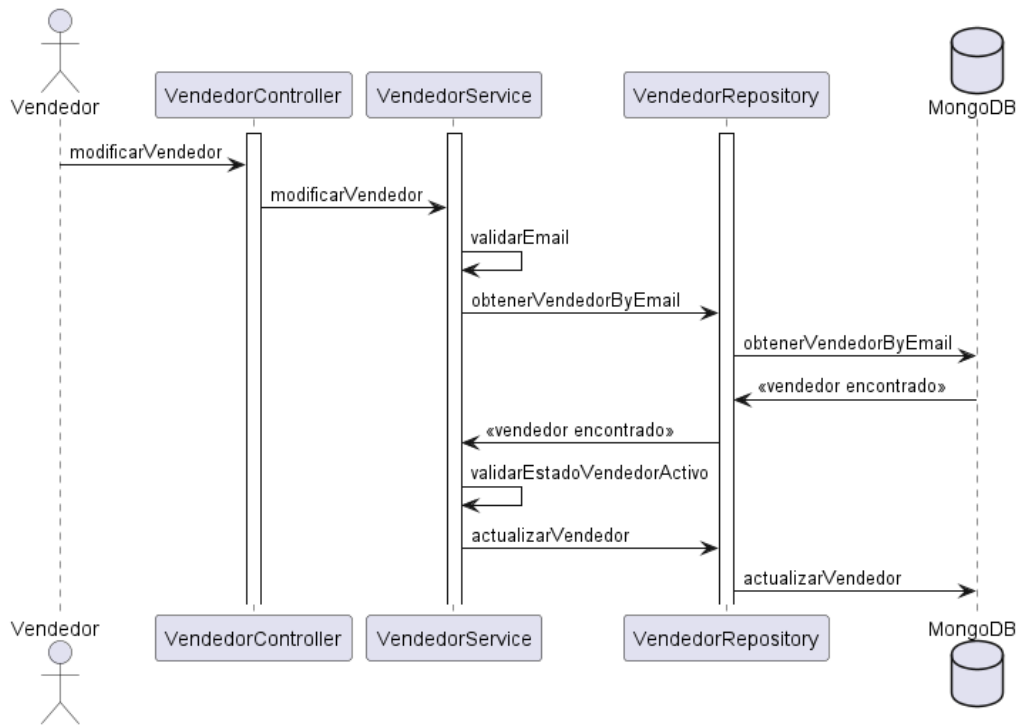 Vendedor
VendedorController
VendedorService
VendedorRepository
MongoDB
modificarVendedor
modificarVendedor
validarEmail
obtenerVendedorByEmail
obtenerVendedorByEmail
«vendedor encontrado»
«vendedor encontrado»
validarEstadoVendedorActivo
actualizarVendedor
actualizarVendedor
Vendedor
VendedorController
VendedorService
VendedorRepository
MongoDB